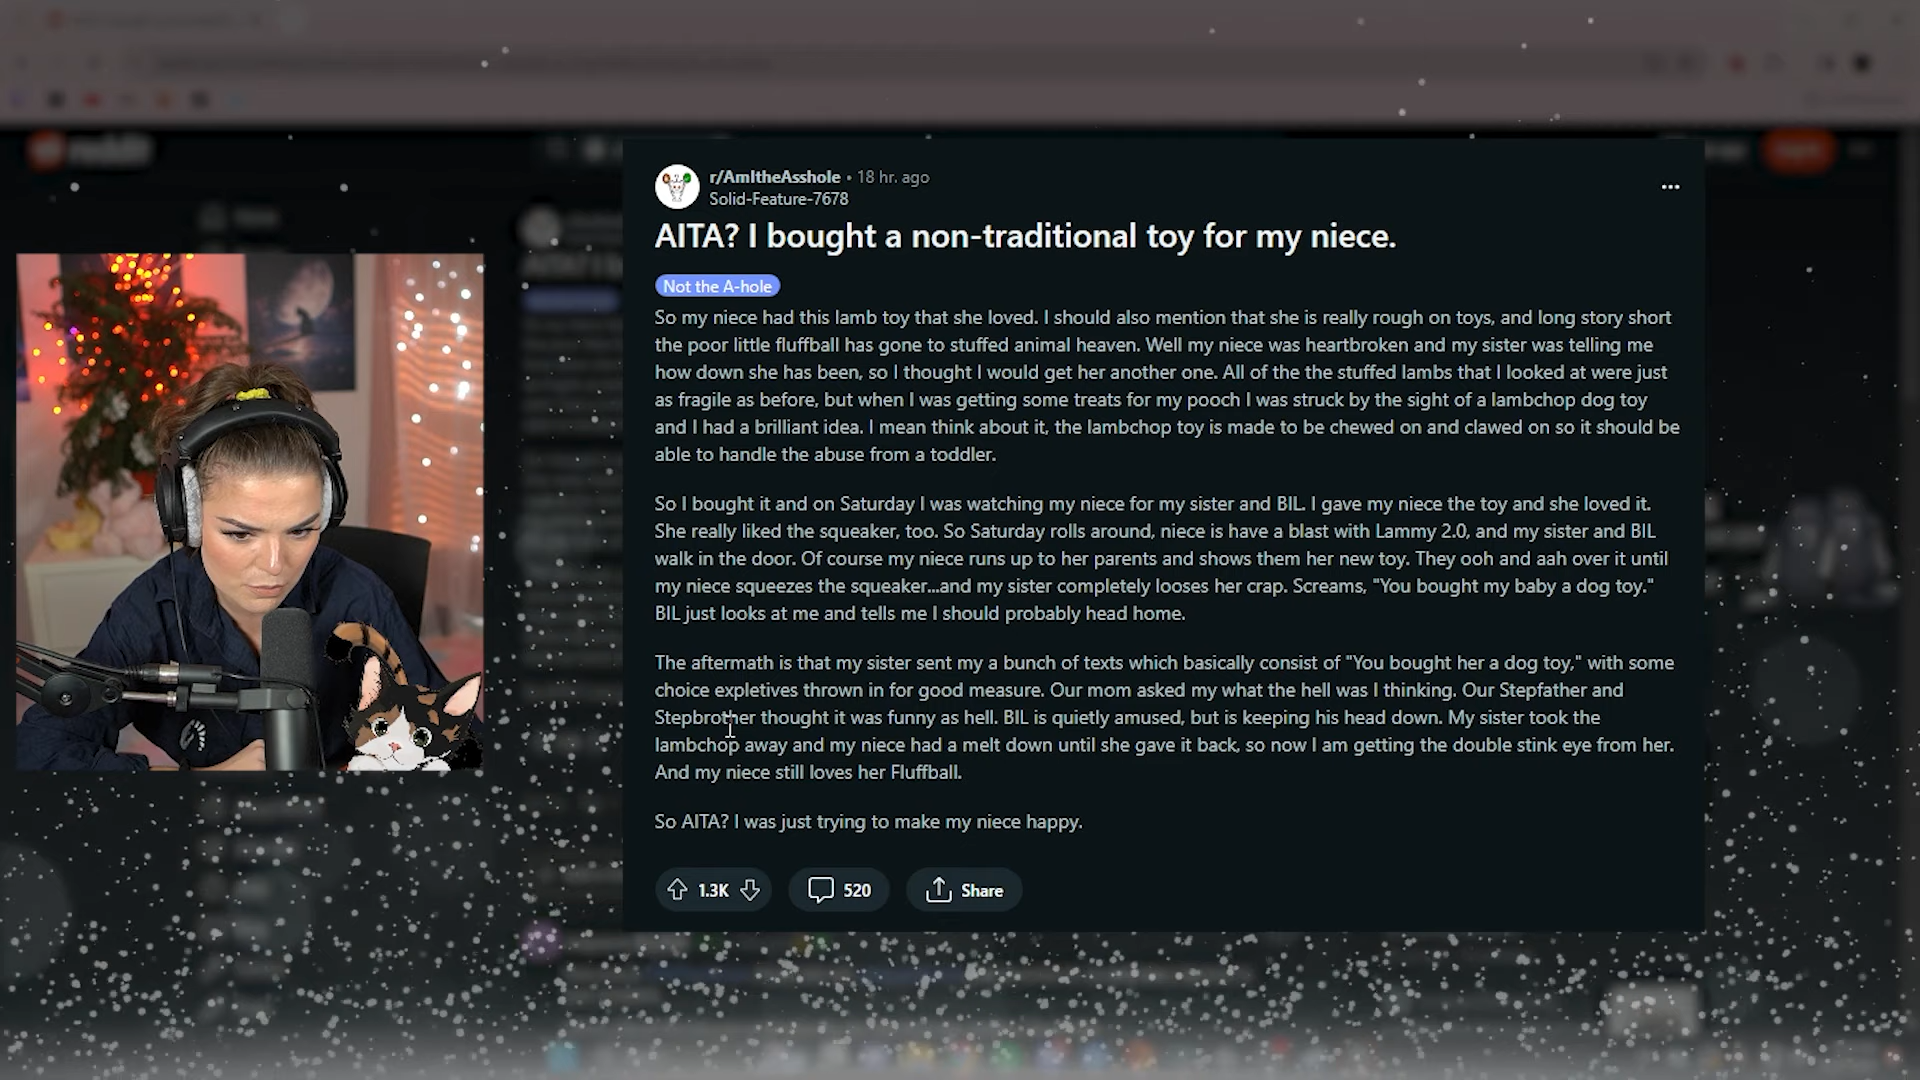 reddit
r/AmItheAsshole • 18 hr. ago
Solid-Feature-7678
AITA? I bought a non-traditional toy for my niece.
Not the A-hole
So my niece had this lamb toy that she loved. I should also mention that she is really rough on toys, and long story short
the poor little fluffball has gone to stuffed animal heaven. Well my niece was heartbroken and my sister was telling me
how down she has been, so I thought I would get her another one. All of the the stuffed lambs that I looked at were just
as fragile as before, but when I was getting some treats for my pooch I was struck by the sight of a lambchop dog toy
and I had a brilliant idea. I mean think about it, the lambchop toy is made to be chewed on and clawed on so it should be
able to handle the abuse from a toddler.
So I bought it and on Saturday I was watching my niece for my sister and BIL. I gave my niece the toy and she loved it.
She really liked the squeaker, too. So Saturday rolls around, niece is have a blast with Lammy 2.0, and my sister and BIL
walk in the door. Of course my niece runs up to her parents and shows them her new toy. They ooh and aah over it until
my niece squeezes the squeaker...and my sister completely looses her crap. Screams, "You bought my baby a dog toy."
BIL just looks at me and tells me I should probably head home.
The aftermath is that my sister sent my a bunch of texts which basically consist of "You bought her a dog toy," with some
choice expletives thrown in for good measure. Our mom asked my what the hell was I thinking. Our Stepfather and
Stepbrother thought it was funny as hell. BIL is quietly amused, but is keeping his head down. My sister took the
lambchop away and my niece had a melt down until she gave it back, so now I am getting the double stink eye from her.
And my niece still loves her Fluffball.
So AITA? I was just trying to make my niece happy.
1.3K
520
Share